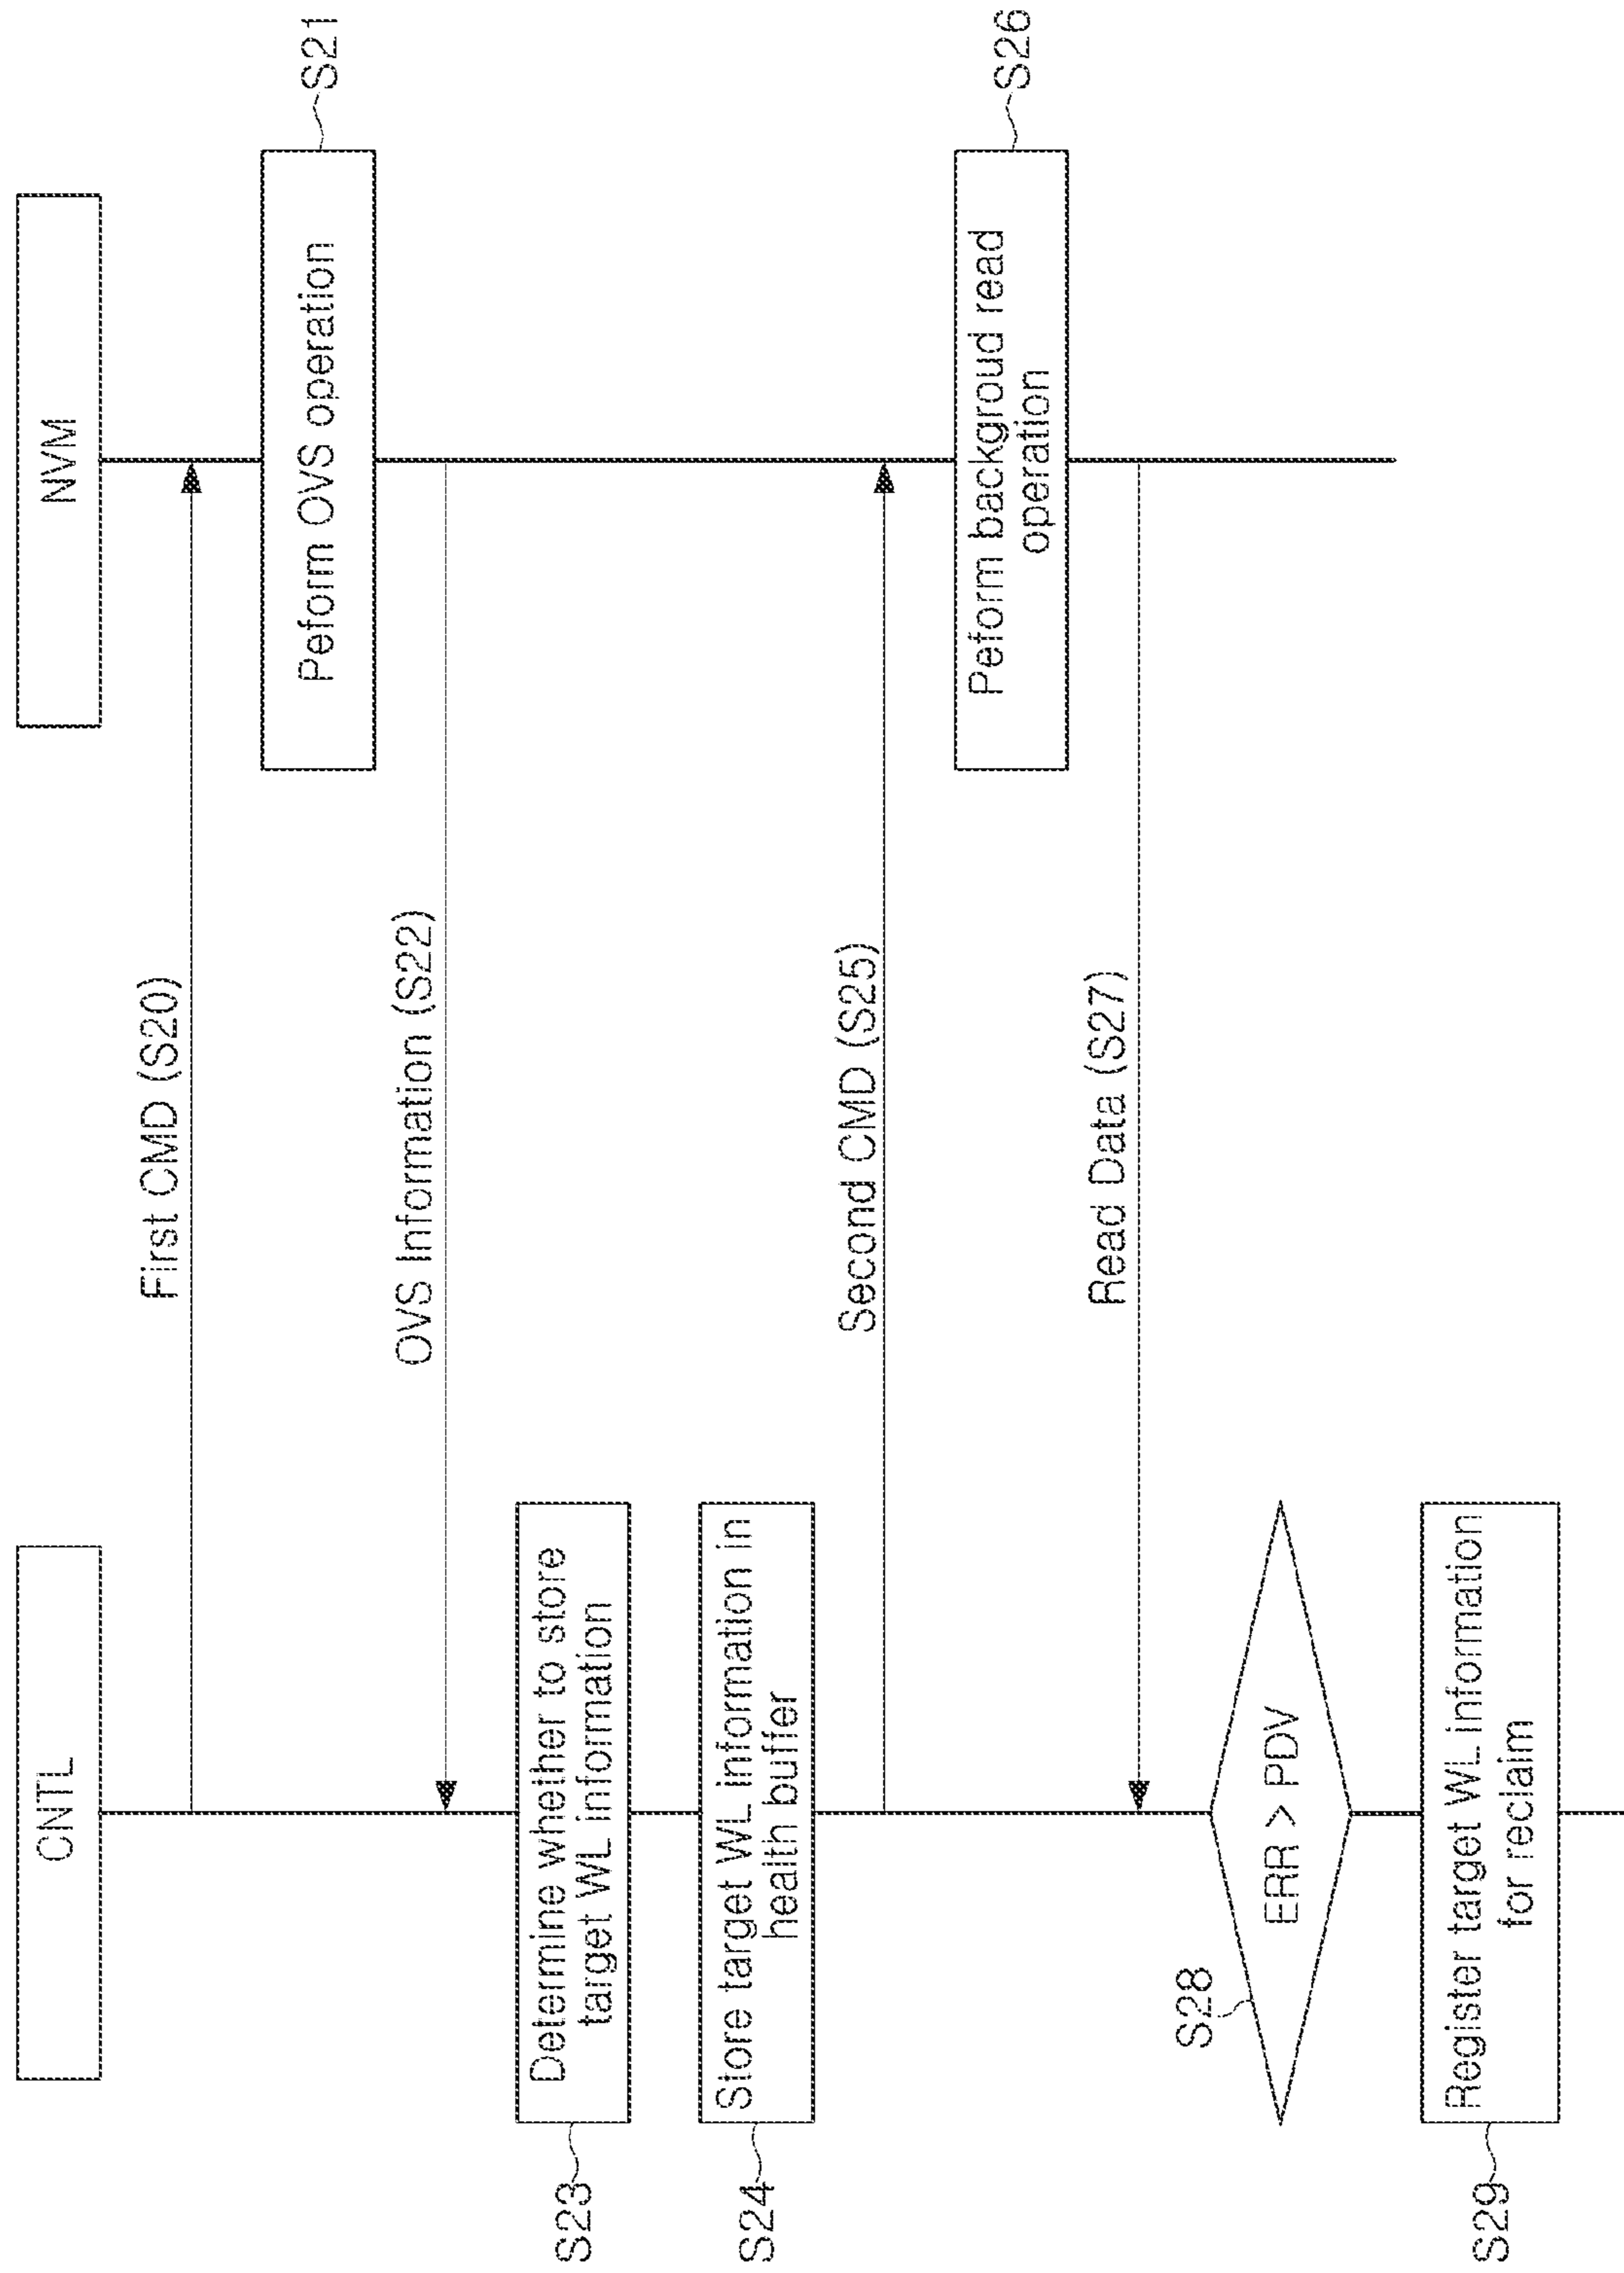 CNTL
NVM
First CMD (S20)
Peform OVS operation
S21
OVS Information (S22)
S23
Determine whether to store
target WL information
S24
Store target WL information in
health buffer
Second CMD (S25)
Peform backgroud read
operation
S26
Read Data (S27)
S28
ERR > PDV
S29
Register target WL information
for reclaim